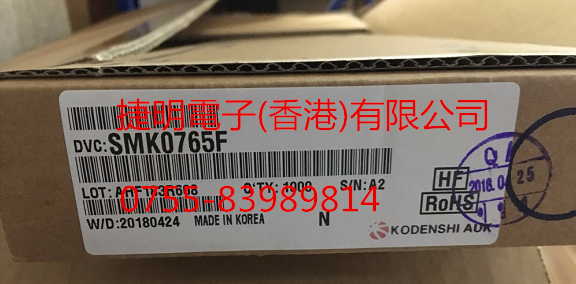 捷明電子(香港)有限公司
DVC:SMK0765F
Q'TY:1000 S/N:A2
0755-83989814
HF
RoHS
W/D:20180424 MADE IN KOREA N
KODENSHI AUK
2018.04.25